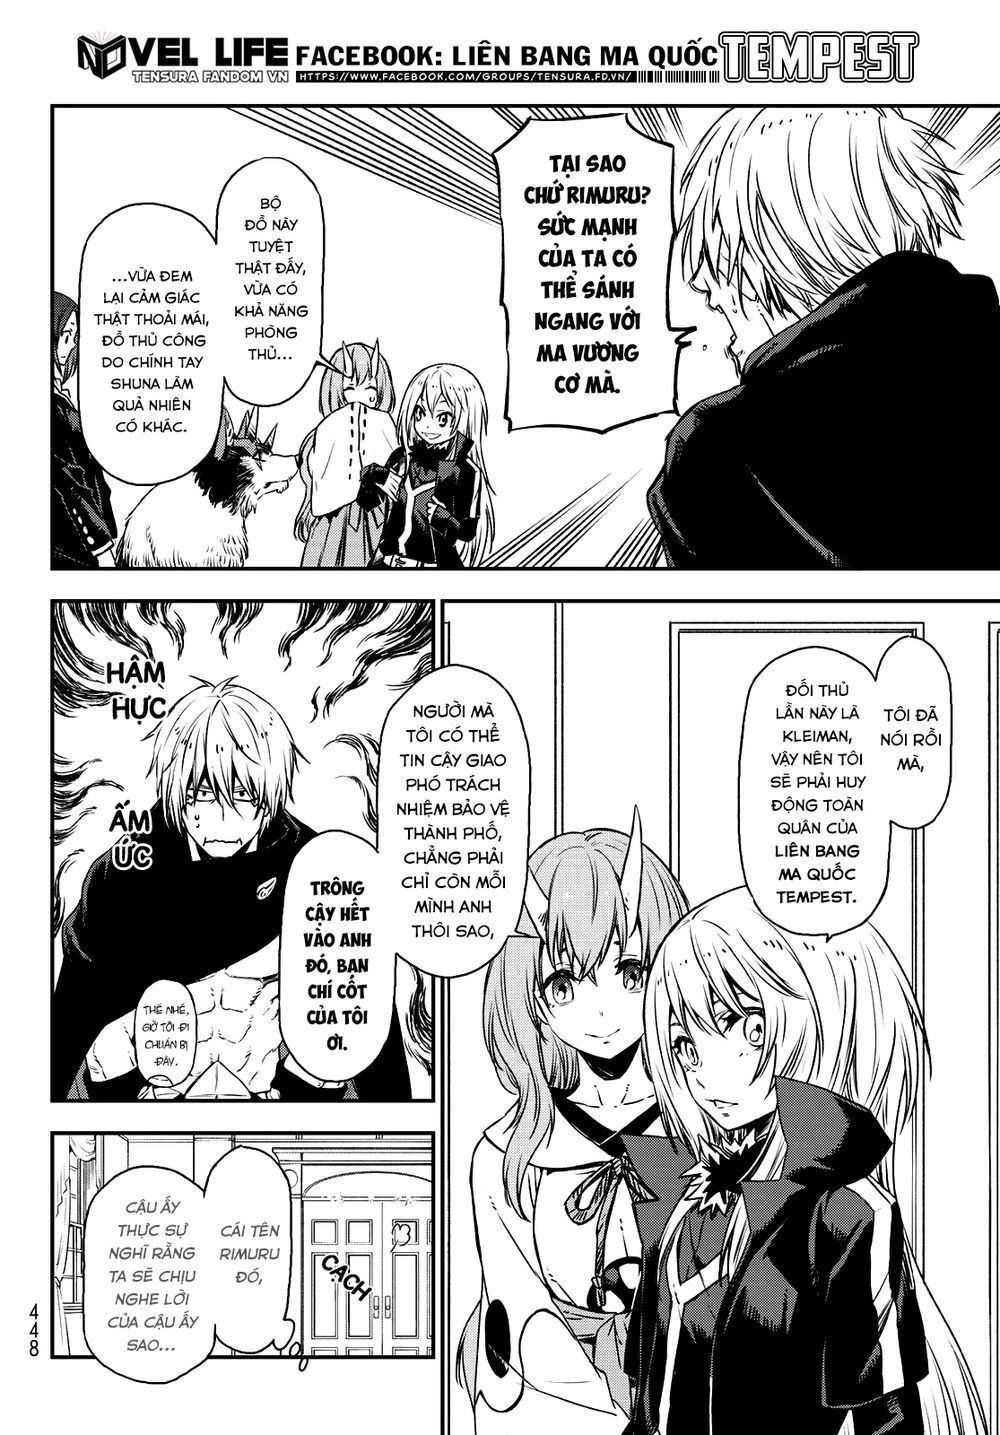 NOVEL LIFE
TENSURA FANDOM VN
FACEBOOK: LIÊN BANG MA QUỐC TEMPEST
HTTPS://WWW.FACEBOOK.COM/GROUPS/TENSURA.FD.VN/
TẠI SAO
CHỨ RIMURU?
SỨC MẠNH
CỦA TA CÓ
THỂ SÁNH
NGANG VỚI
MA VƯƠNG
CƠ MÀ.
BỘ
ĐỒ NÀY
TUYỆT
THẬT ĐẤY,
VỪA CÓ
KHẢ NĂNG
PHÒNG
THỦ...
...VỪA ĐEM
LẠI CẢM GIÁC
THẬT THOẢI MÁI,
ĐỒ THỦ CÔNG
DO CHÍNH TAY
SHUNA LÀM
QUẢ NHIÊN
CÓ KHÁC.
TÔI ĐÃ
NÓI RỒI
MÀ,
ĐỐI THỦ
LẦN NÀY LÀ
KLEIMAN,
VẬY NÊN TÔI
SẼ PHẢI HUY
ĐỘNG TOÀN
QUÂN CỦA
LIÊN BANG
MA QUỐC
TEMPEST.
NGƯỜI MÀ
TÔI CÓ THỂ
TIN CẬY GIAO
PHÓ TRÁCH
NHIỆM BẢO VỆ
THÀNH PHỐ,
CHẲNG PHẢI
CHỈ CÒN MỖI
MÌNH ANH
THÔI SAO,
TRÔNG
CẬY HẾT
VÀO ANH
ĐÓ, BẠN
CHÍ CỐT
CỦA TÔI
ƠI.
HẬM
HỰC
ẤM
ỨC
THẾ NHÉ,
GIỜ TÔI ĐI
CHUẨN BỊ
ĐÂY.
CÁI TÊN
RIMURU
ĐÓ,
CẬU ẤY
THỰC SỰ
NGHĨ RẰNG
TA SẼ CHỊU
NGHE LỜI
CỦA CẬU ẤY
SAO...
CẠCH
448